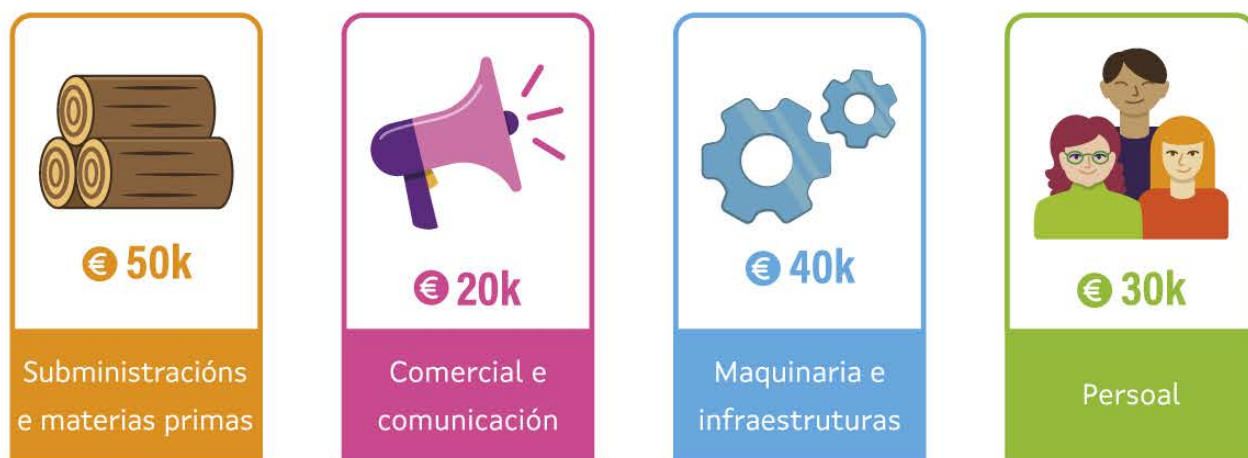 € 50k
Subministracións
e materias primas
€ 20k
Comercial e
comunicación
€ 40k
Maquinaria e
infraestruturas
€ 30k
Persoal